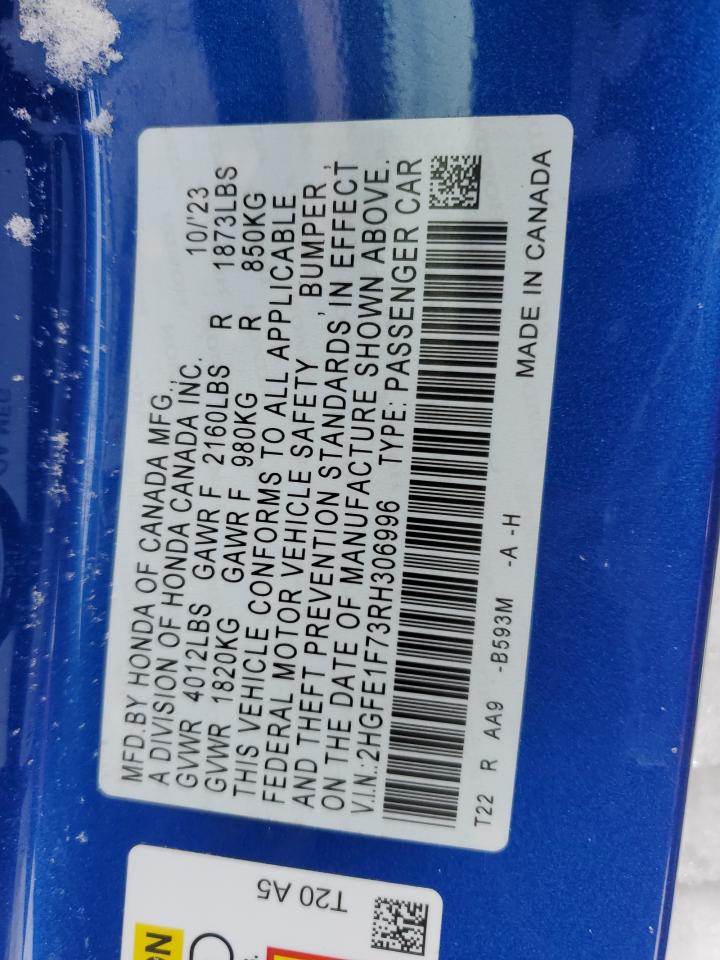 MFD.BY HONDA OF CANADA MFG.,
A DIVISION OF HONDA CANADA INC. 10/'23
GVWR 4012LBS GAWR F 2160LBS R 1873LBS
GVWR 1820KG GAWR F 980KG R 850KG
THIS VEHICLE CONFORMS TO ALL APPLICABLE
FEDERAL MOTOR VEHICLE SAFETY , BUMPER ,
AND THEFT PREVENTION STANDARDS IN EFFECT
ON THE DATE OF MANUFACTURE SHOWN ABOVE.
V.I.N.:2HGFE1F73RH306996 TYPE: PASSENGER CAR
T22 R AA9 -B593M -A -H
MADE IN CANADA
T20 A5